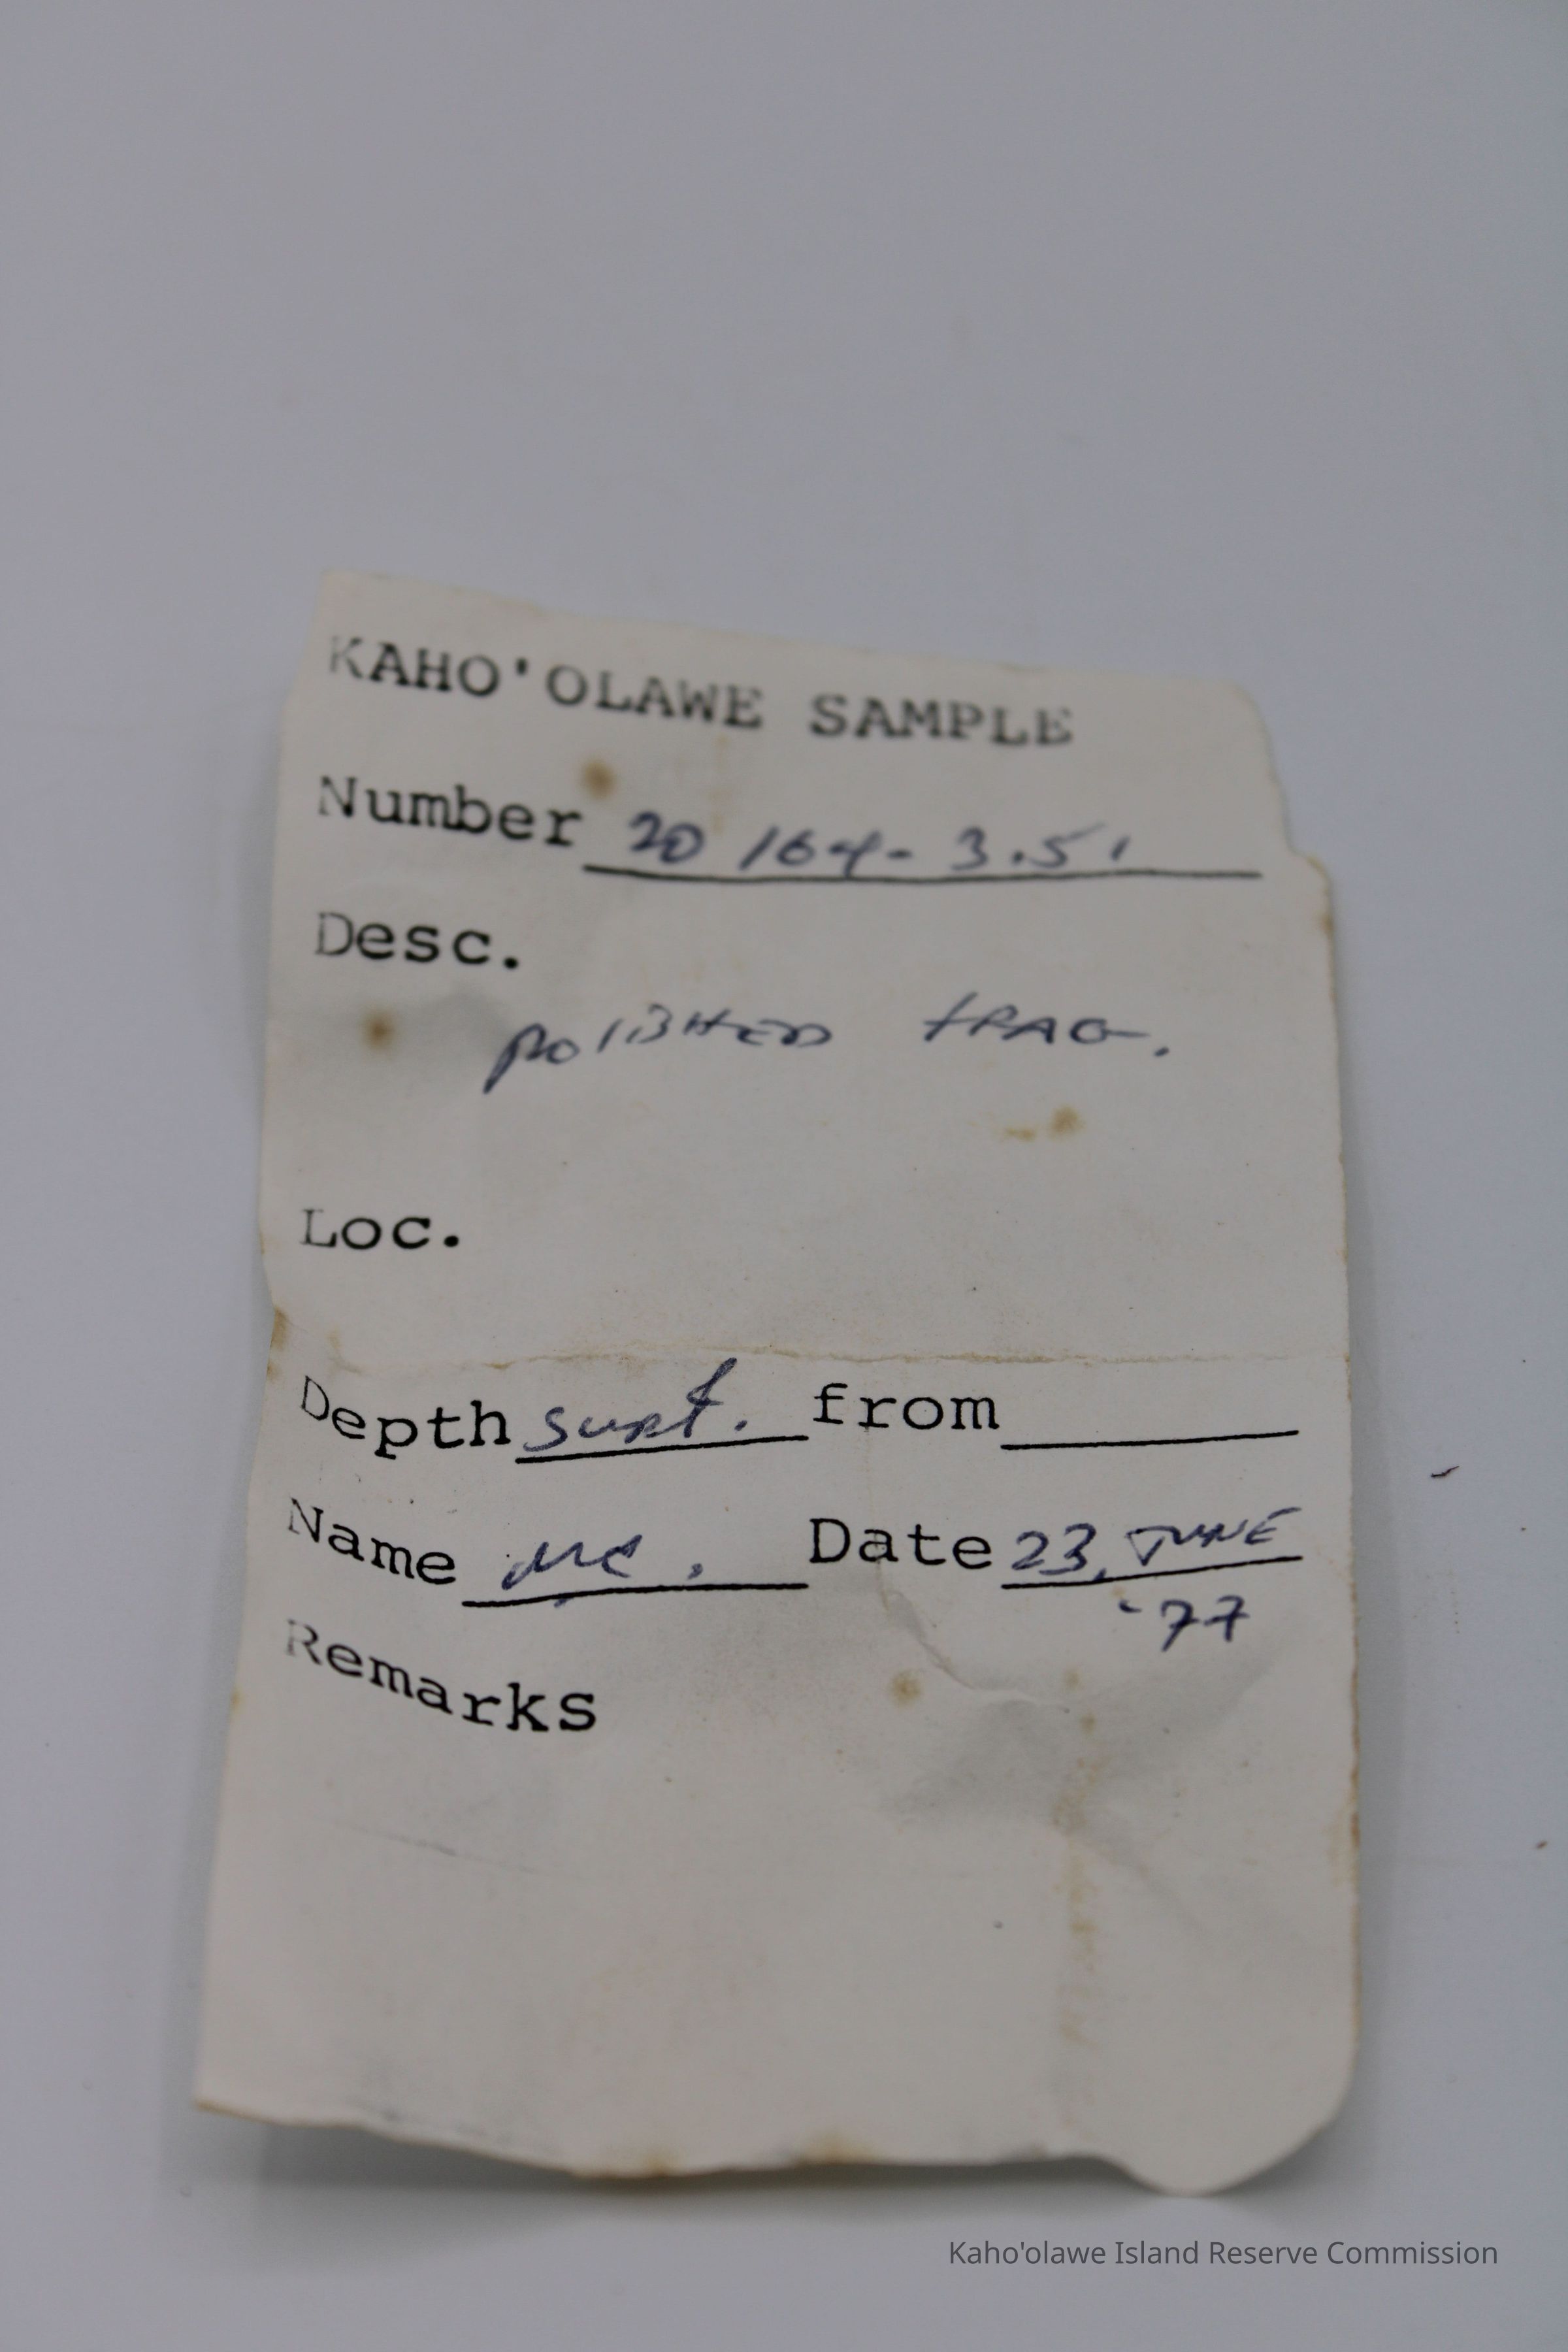 KAHO'OLAWE SAMPLE
Number 20 164-3.51
Desc.
POLISHED FRAG.
Loc.
Depth surf. from
Name MC. Date 23, JUNE
'77
Remarks
Kaho'olawe Island Reserve Commission